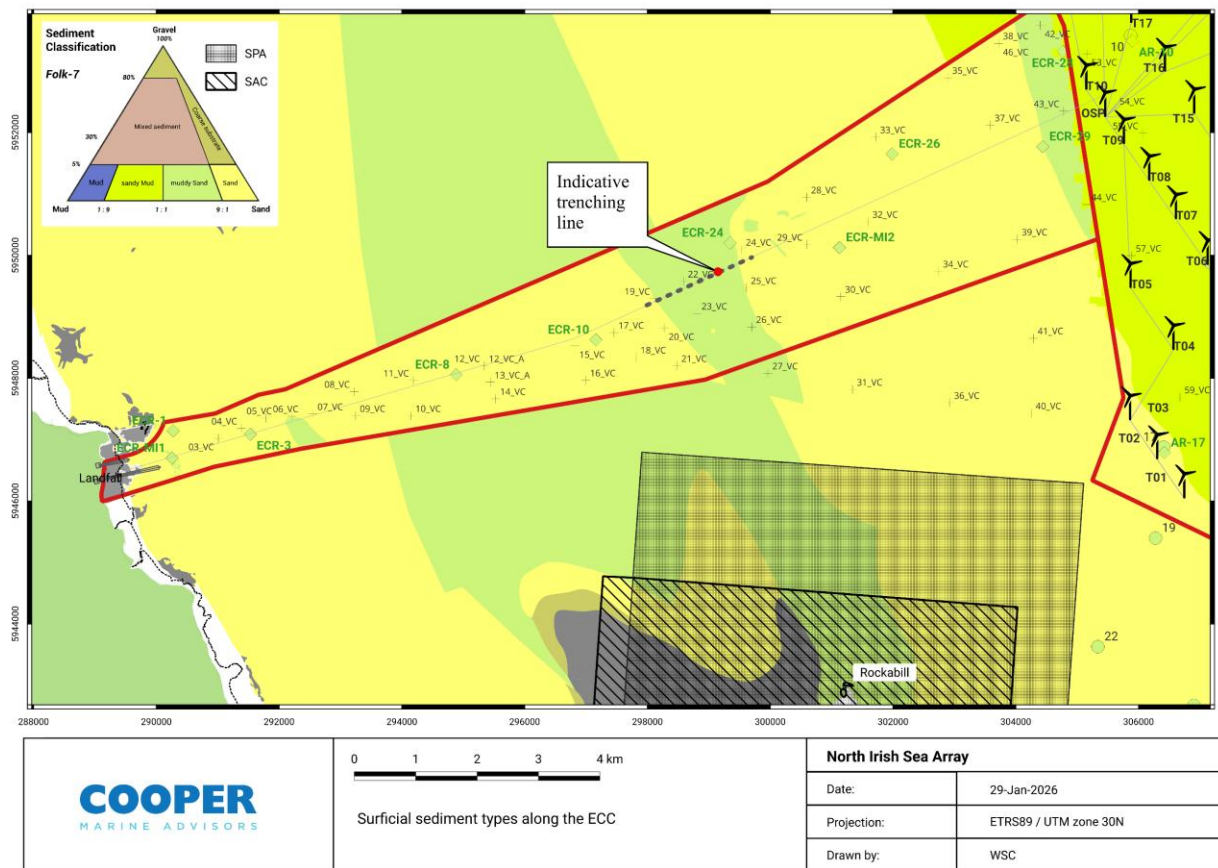 Sediment
Classification
Folk-7
Gravel
100%
80%
30%
5%
Mixed sediment
Coarse substrate
Mud
sandy Mud
muddy Sand
Sand
Mud
1 : 9
1 : 1
9 : 1
Sand
SPA
SAC
Indicative
trenching
line
38_VC
42_VC
46_VC
ECR-23
T17
10
AR-20
T16
53_VC
T10
35_VC
OSP
43_VC
54_VC
T15
37_VC
T09
33_VC
ECR-26
ECR-29
T08
28_VC
44_VC
T07
32_VC
ECR-24
24_VC
29_VC
ECR-MI2
39_VC
T06
57_VC
22_VC
34_VC
T05
19_VC
25_VC
30_VC
23_VC
ECR-10
17_VC
20_VC
26_VC
41_VC
T04
15_VC
18_VC
12_VC
12_VC_A
ECR-8
21_VC
27_VC
11_VC
13_VC_A
16_VC
08_VC
14_VC
31_VC
59_VC
36_VC
T03
40_VC
05_VC
06_VC
07_VC
09_VC
10_VC
ECR-1
04_VC
T02
AR-17
03_VC
ECR-3
ECR-MI1
Landfall
T01
19
22
Rockabill
5952000
5950000
5948000
5946000
5944000
288000
290000
292000
294000
296000
298000
300000
302000
304000
306000
COOPER
MARINE ADVISORS
0
1
2
3
4 km
Surficial sediment types along the ECC
North Irish Sea Array
Date:
29-Jan-2026
Projection:
ETRS89 / UTM zone 30N
Drawn by:
WSC